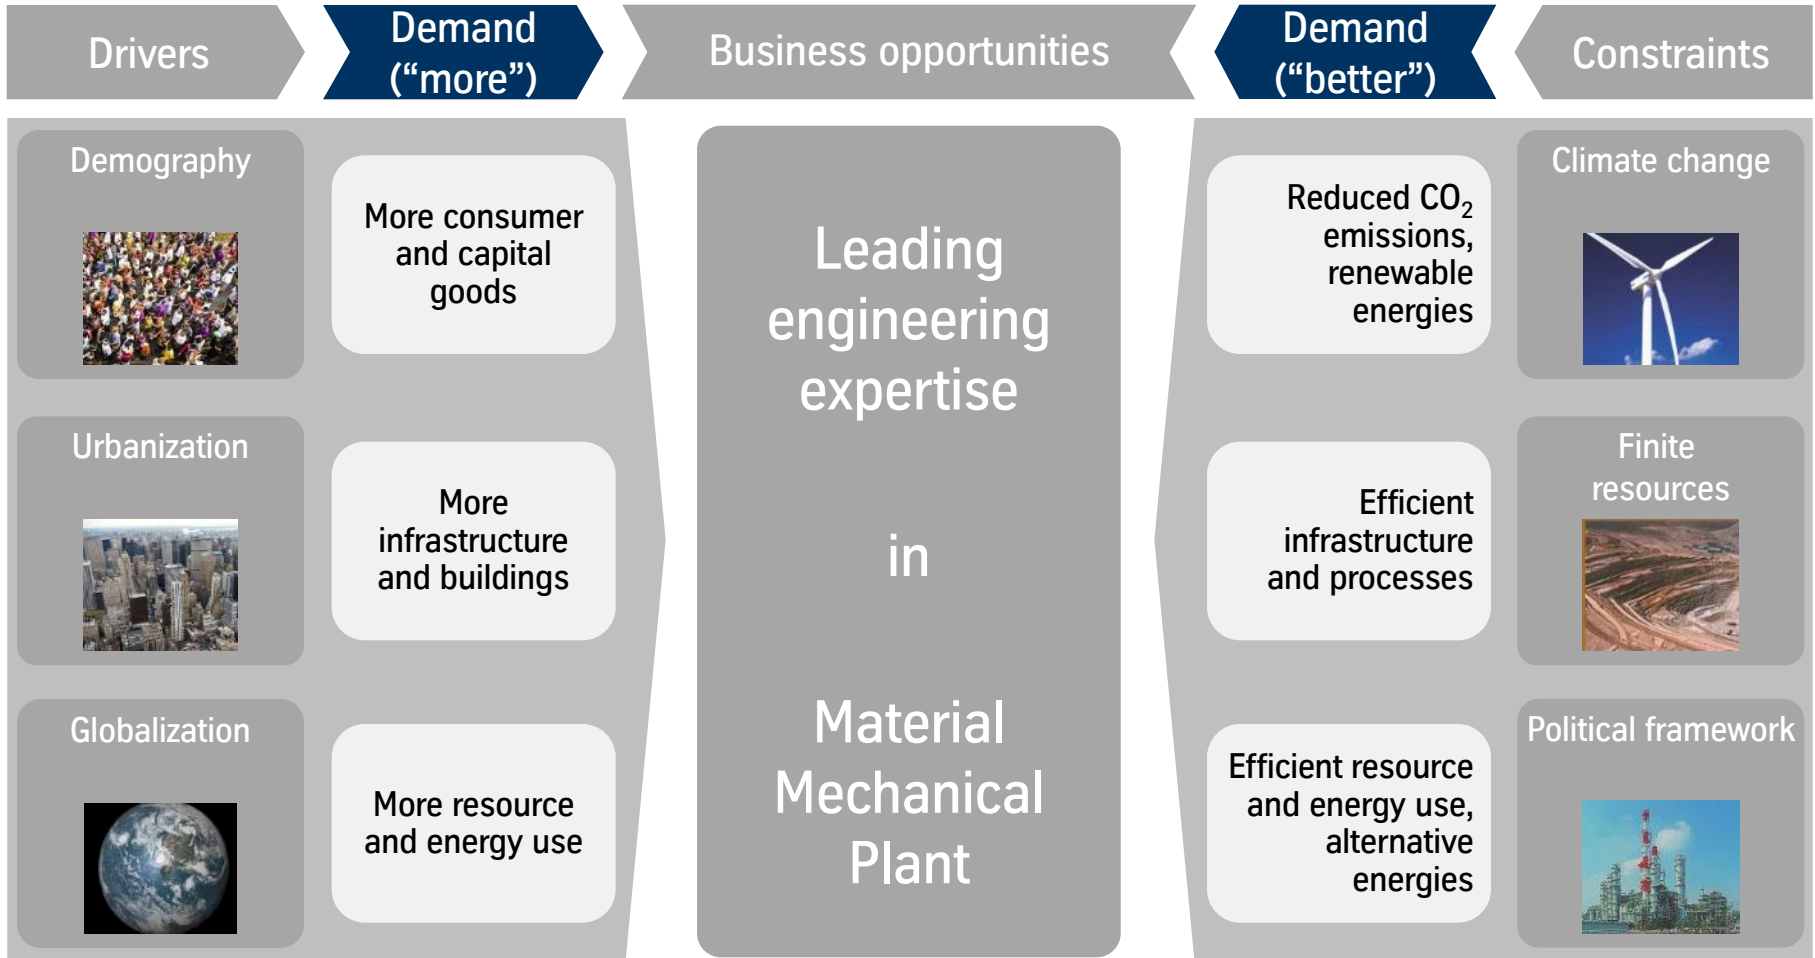 Drivers
Demand
(“more”)
Business opportunities
Demand
(“better”)
Constraints
Demography
More consumer
and capital
goods
Urbanization
More
infrastructure
and buildings
Globalization
More resource
and energy use
Leading
engineering
expertise
in
Material
Mechanical
Plant
Reduced CO₂
emissions,
renewable
energies
Climate change
Efficient
infrastructure
and processes
Finite
resources
Efficient resource
and energy use,
alternative
energies
Political framework